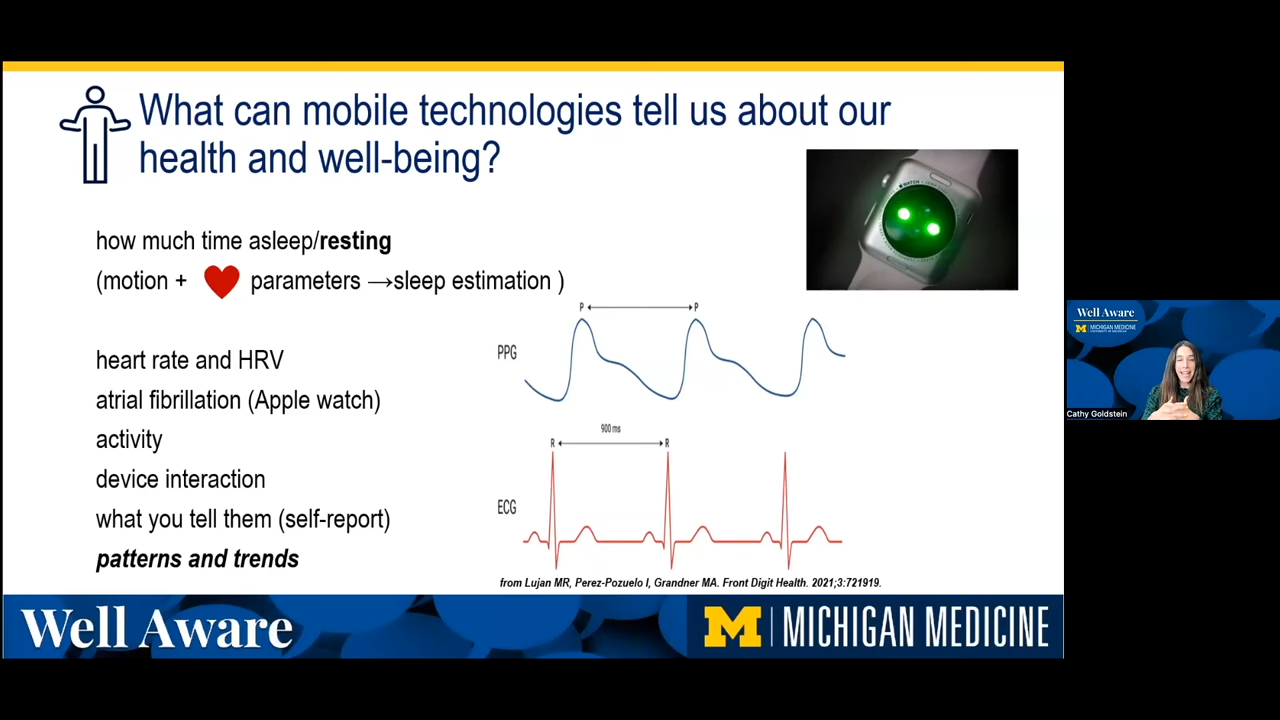 What can mobile technologies tell us about our
health and well-being?
how much time asleep/resting
(motion + parameters →sleep estimation )
heart rate and HRV
atrial fibrillation (Apple watch)
activity
device interaction
what you tell them (self-report)
patterns and trends
P P
PPG
900 ms
R R
ECG
from Lujan MR, Perez-Pozuelo I, Grandner MA. Front Digit Health. 2021;3:721919.
Well Aware
M MICHIGAN MEDICINE
Well Aware
M MICHIGAN MEDICINE
Cathy Goldstein